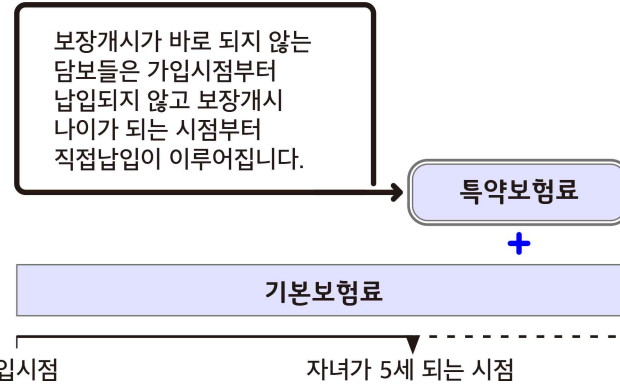 보장개시가 바로 되지 않는
담보들은 가입시점부터
납입되지 않고 보장개시
나이가 되는 시점부터
직접납입이 이루어집니다.
특약보험료
+
기본보험료
입시점
자녀가 5세 되는 시점